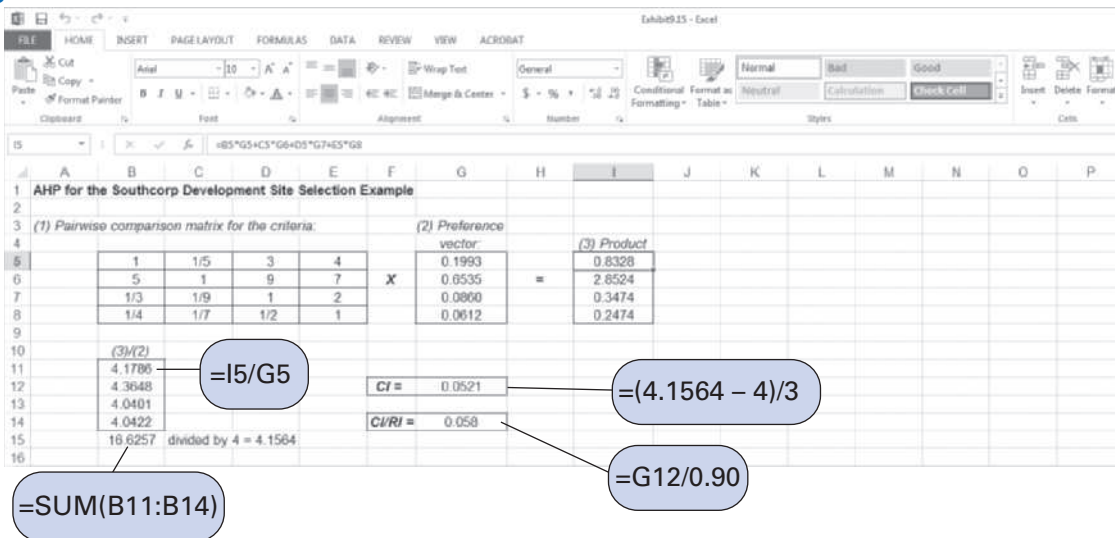 Exhibit9.15 - Excel
FILE HOME INSERT PAGE LAYOUT FORMULAS DATA REVIEW VIEW ACROBAT
Cut
Copy
Format Painter
Paste
Arial 10 A A
B I U A
Wrap Text
Merge & Center
General
$ - % ,
Conditional Formatting
Format as Table
Normal Bad Good
Neutral Calculation Check Cell
Insert Delete Format
Clipboard Font Alignment Number Styles Cells
I5 fx =B5*G5+C5*G6+D5*G7+E5*G8
A B C D E F G H I J K L M N O P
1 AHP for the Southcorp Development Site Selection Example
2
3 (1) Pairwise comparison matrix for the criteria: (2) Preference
4 vector: (3) Product
5 1 1/5 3 4 0.1993 0.8328
6 5 1 9 7 X 0.6535 = 2.8524
7 1/3 1/9 1 2 0.0860 0.3474
8 1/4 1/7 1/2 1 0.0612 0.2474
9
10 (3)/(2)
11 4.1786 =I5/G5
12 4.3648 CI = 0.0521 =(4.1564 – 4)/3
13 4.0401
14 4.0422 CI/RI = 0.058
15 16.6257 divided by 4 = 4.1564
16
=G12/0.90
=SUM(B11:B14)